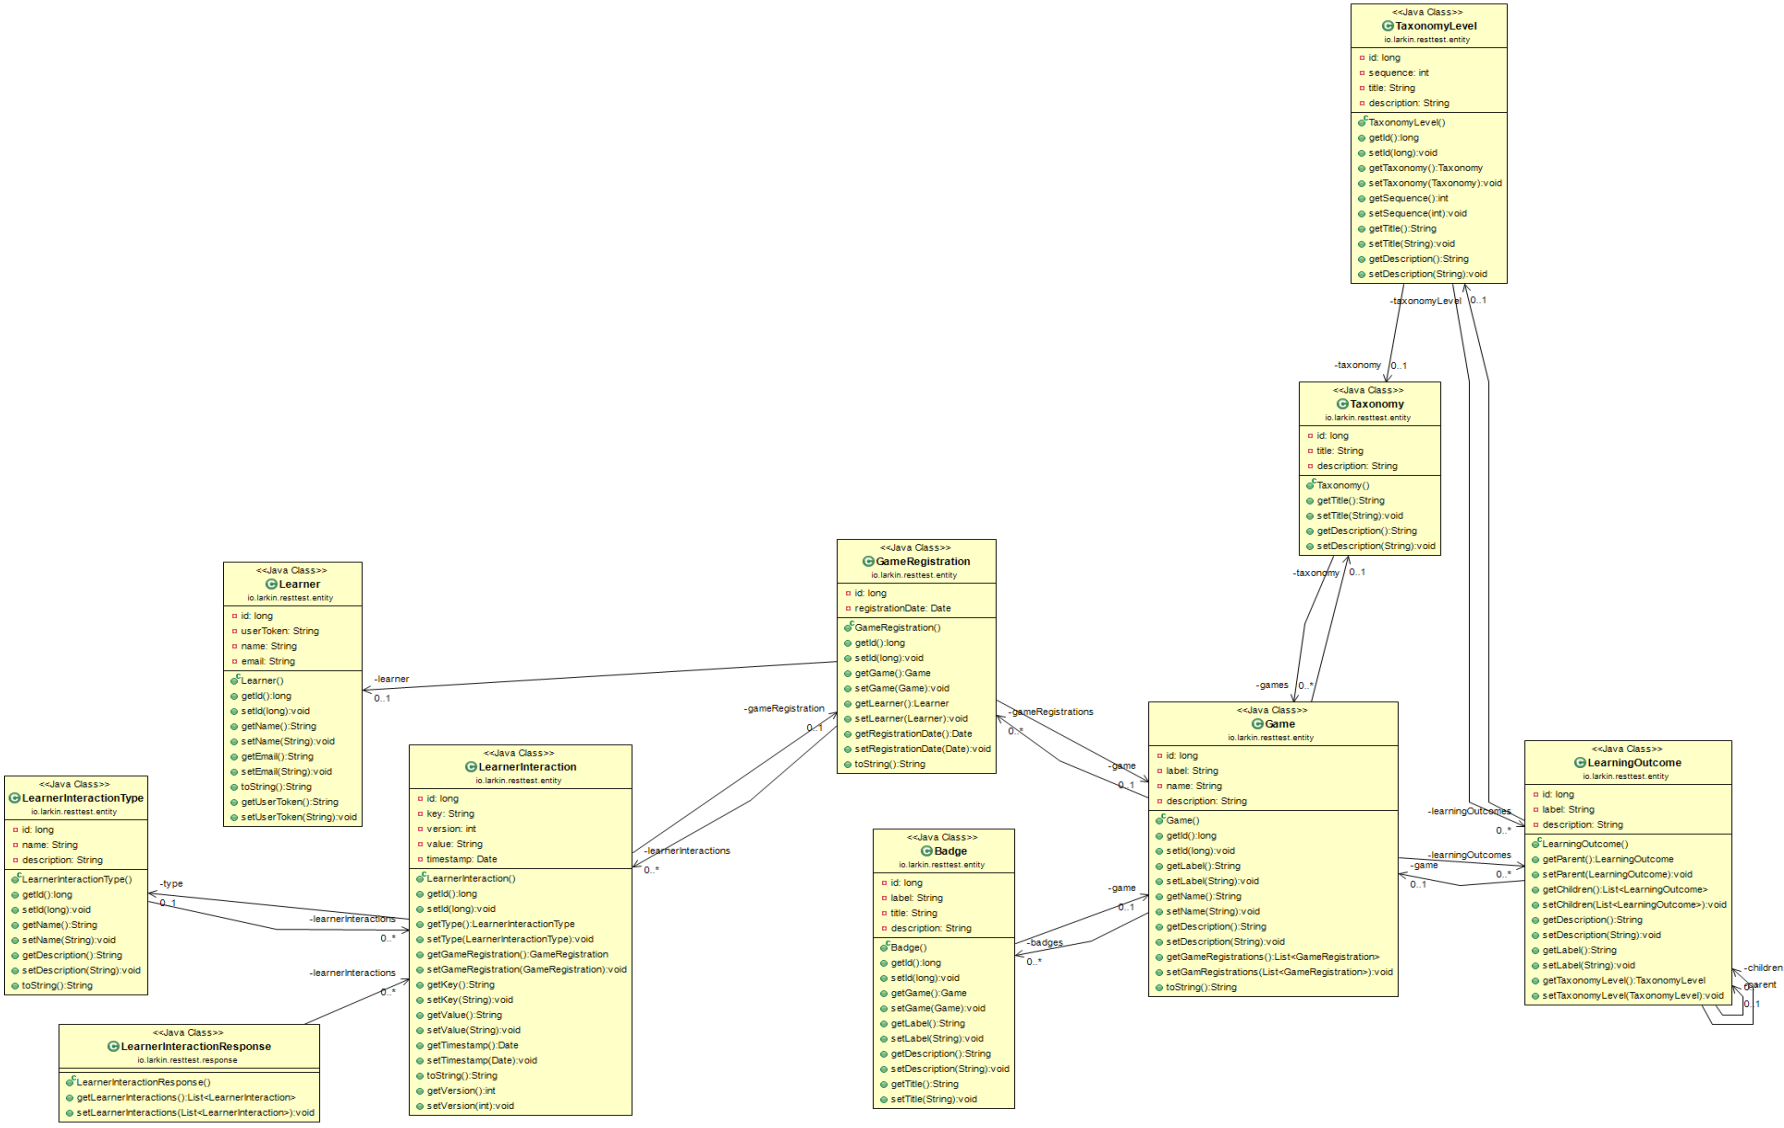 <<Java Class>>
TaxonomyLevel
io.larkin.resttest.entity
id: long
sequence: int
title: String
description: String
TaxonomyLevel()
getId():long
setId(long):void
getTaxonomy():Taxonomy
setTaxonomy(Taxonomy):void
getSequence():int
setSequence(int):void
getTitle():String
setTitle(String):void
getDescription():String
setDescription(String):void
-taxonomyLevel 0..1
-taxonomy 0..1
<<Java Class>>
Taxonomy
io.larkin.resttest.entity
id: long
title: String
description: String
Taxonomy()
getTitle():String
setTitle(String):void
getDescription():String
setDescription(String):void
-taxonomy 0..1
-games 0..*
<<Java Class>>
GameRegistration
io.larkin.resttest.entity
id: long
registrationDate: Date
GameRegistration()
getId():long
setId(long):void
getGame():Game
setGame(Game):void
getLearner():Learner
setLearner(Learner):void
getRegistrationDate():Date
setRegistrationDate(Date):void
toString():String
<<Java Class>>
Learner
io.larkin.resttest.entity
id: long
userToken: String
name: String
email: String
Learner()
getId():long
setId(long):void
getName():String
setName(String):void
getEmail():String
setEmail(String):void
toString():String
getUserToken():String
setUserToken(String):void
-learner
0..1
-gameRegistration
0..1
-gameRegistrations
0..*
-game
0..1
<<Java Class>>
Game
io.larkin.resttest.entity
id: long
label: String
name: String
description: String
Game()
getId():long
setId(long):void
getLabel():String
setLabel(String):void
getName():String
setName(String):void
getDescription():String
setDescription():void
getGameRegistrations():List<GameRegistration>
setGamRegistrations(List<GameRegistration>):void
toString():String
<<Java Class>>
LearningOutcome
io.larkin.resttest.entity
id: long
label: String
description: String
LearningOutcome()
getParent():LearningOutcome
setParent(LearningOutcome):void
getChildren():List<LearningOutcome>
setChildren(List<LearningOutcome>):void
getDescription():String
setDescription(String):void
getLabel():String
setLabel(String):void
getTaxonomyLevel():TaxonomyLevel
setTaxonomyLevel(TaxonomyLevel):void
-learningOutcomes
0..*
-learningOutcomes
0..*
-game
0..1
-children
-parent
0..1
<<Java Class>>
LearnerInteraction
io.larkin.resttest.entity
id: long
key: String
version: int
value: String
timestamp: Date
LearnerInteraction()
getId():long
setId(long):void
getType():LearnerInteractionType
setType(LearnerInteractionType):void
getGameRegistration():GameRegistration
setGameRegistration(GameRegistration):void
getKey():String
setKey(String):void
getValue():String
setValue(String):void
getTimestamp():Date
setTimestamp(Date):void
toString():String
getVersion():int
setVersion(int):void
-learnerInteractions
0..*
<<Java Class>>
LearnerInteractionType
io.larkin.resttest.entity
id: long
name: String
description: String
LearnerInteractionType()
getId():long
setId(long):void
getName():String
setName(String):void
getDescription():String
setDescription(String):void
toString():String
-type
0..1
-learnerInteractions
0..*
-learnerInteractions
0..*
<<Java Class>>
LearnerInteractionResponse
io.larkin.resttest.response
LearnerInteractionResponse()
getLearnerInteractions():List<LearnerInteraction>
setLearnerInteractions(List<LearnerInteraction>):void
<<Java Class>>
Badge
io.larkin.resttest.entity
id: long
label: String
title: String
description: String
Badge()
getId():long
setId(long):void
getGame():Game
setGame(Game):void
getLabel():String
setLabel(String):void
getDescription():String
setDescription(String):void
getTitle():String
setTitle(String):void
-game
0..1
-badges
0..*